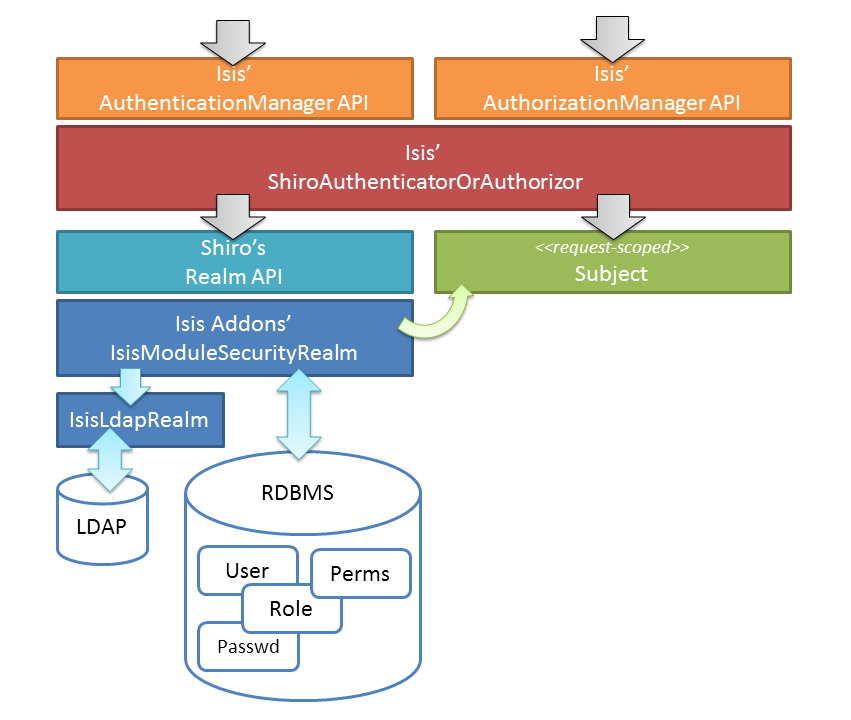 Isis’
AuthenticationManager API
Isis’
AuthorizationManager API
Isis’
ShiroAuthenticatorOrAuthorizor
Shiro’s
Realm API
<<request-scoped>>
Subject
Isis Addons’
IsisModuleSecurityRealm
IsisLdapRealm
RDBMS
LDAP
User
Perms
Role
Passwd